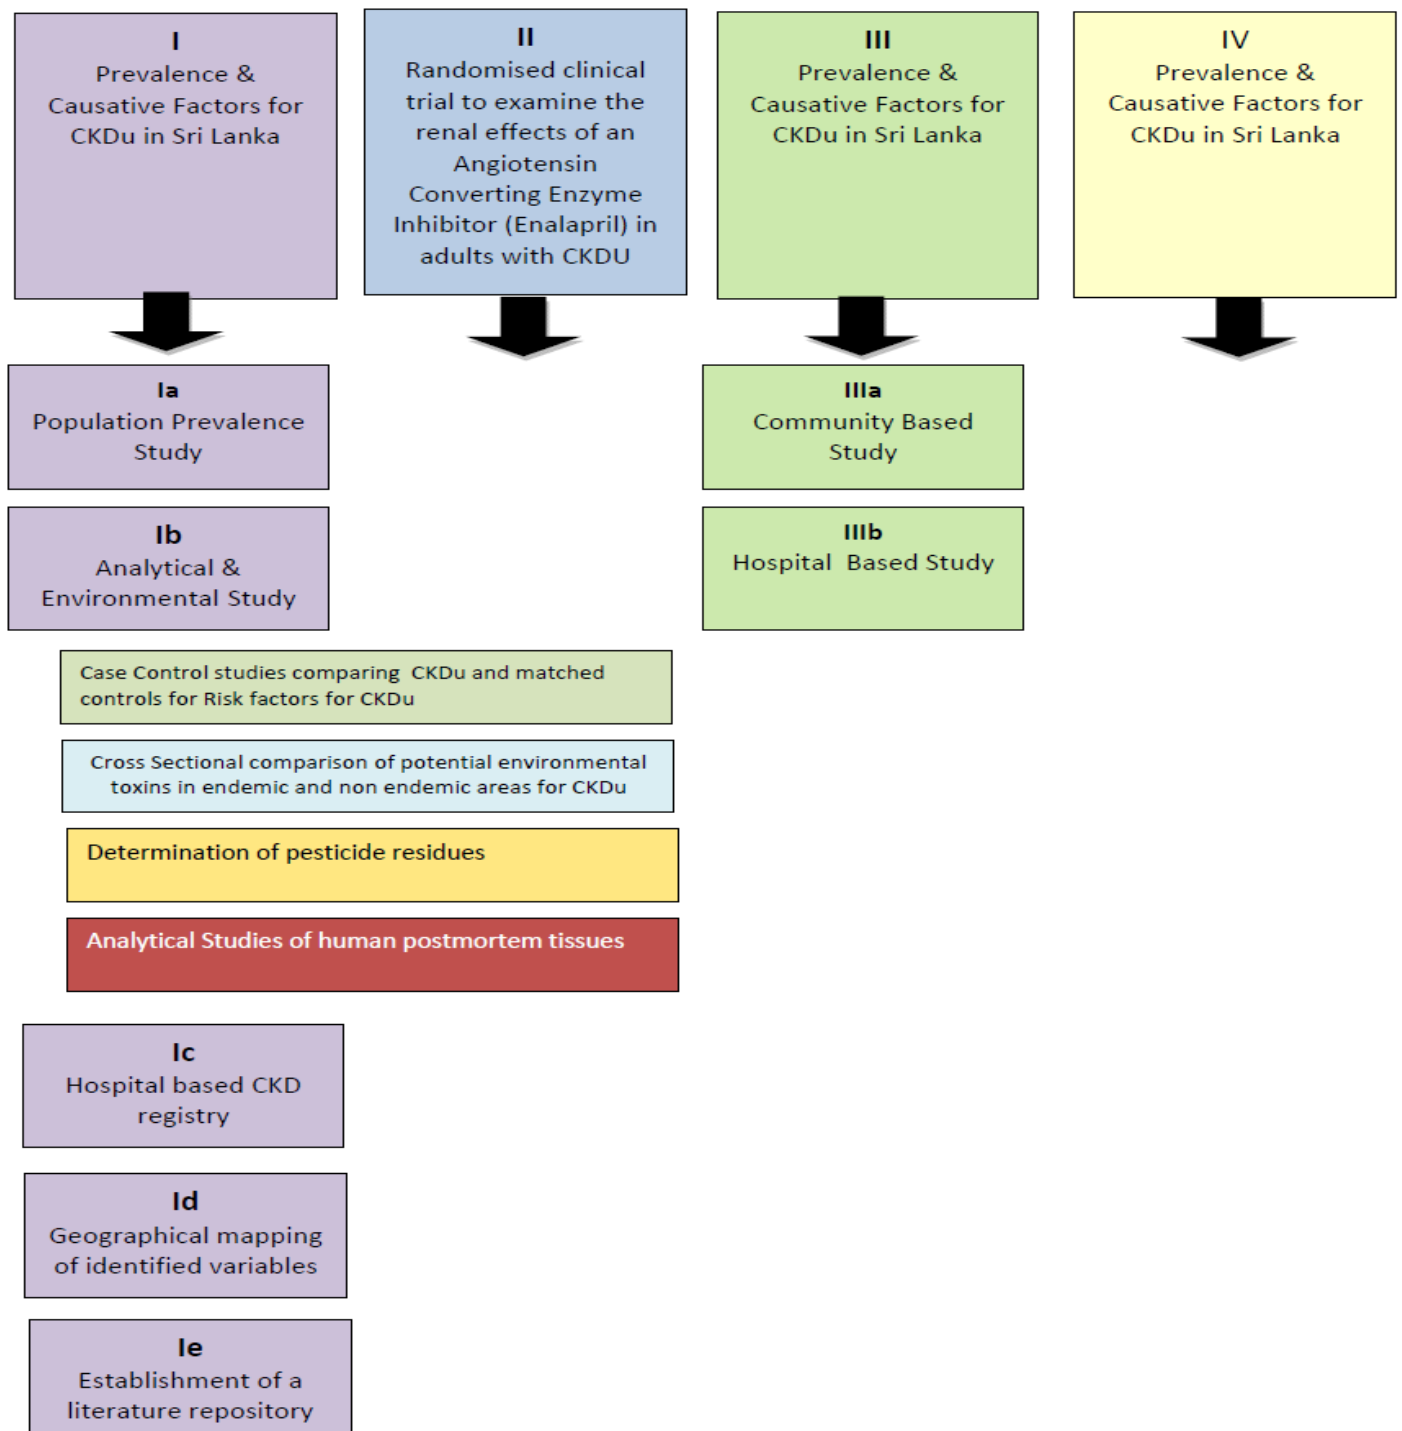 I
Prevalence &
Causative Factors for
CKDu in Sri Lanka
II
Randomised clinical
trial to examine the
renal effects of an
Angiotensin
Converting Enzyme
Inhibitor (Enalapril) in
adults with CKDU
III
Prevalence &
Causative Factors for
CKDu in Sri Lanka
IV
Prevalence &
Causative Factors for
CKDu in Sri Lanka
Ia
Population Prevalence
Study
Ib
Analytical &
Environmental Study
IIIa
Community Based
Study
IIIb
Hospital Based Study
Case Control studies comparing CKDu and matched
controls for Risk factors for CKDu
Cross Sectional comparison of potential environmental
toxins in endemic and non endemic areas for CKDu
Determination of pesticide residues
Analytical Studies of human postmortem tissues
Ic
Hospital based CKD
registry
Id
Geographical mapping
of identified variables
Ie
Establishment of a
literature repository